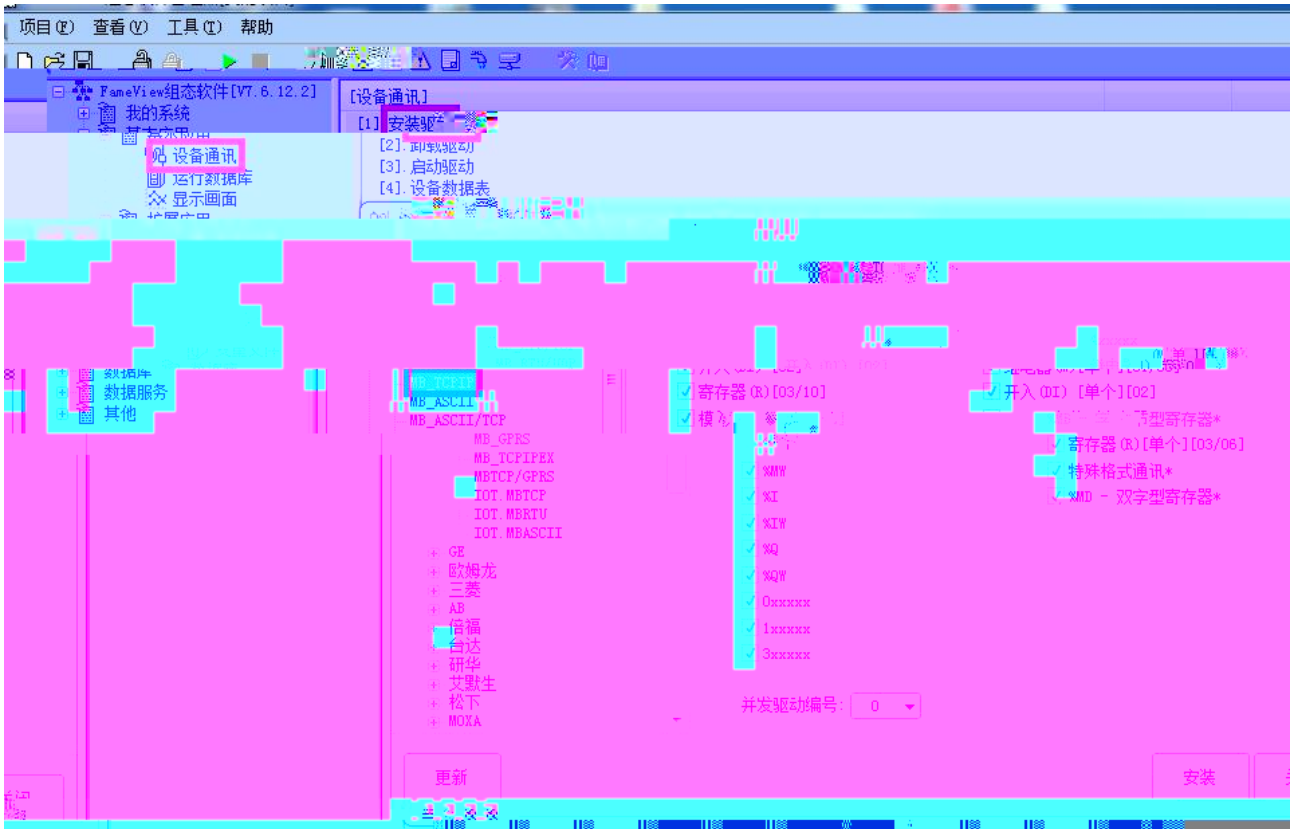 项目(F) 查看(V) 工具(T) 帮助
FameView组态软件[V7.6.12.2]
我的系统
设备通讯
运行数据库
显示画面
数据库
数据服务
其他
[设备通讯]
[1] 安装驱
[2]. 卸载驱动
[3]. 启动驱动
[4]. 设备数据表
MB_TCPIP
MB_ASCII
MB_ASCII/TCP
MB_GPRS
MB_TCPIPEX
MBTCP/GPRS
IOT.MBTCP
IOT.MBRTU
IOT.MBASCII
GE
欧姆龙
三菱
AB
倍福
台达
研华
艾默生
松下
MOXA
更新
寄存器(R)[03/10]
%MW
%I
%IW
%Q
%QW
0xxxxx
1xxxxx
3xxxxx
开入(DI) [单个][02]
寄存器(R)[单个][03/06]
特殊格式通讯*
%MD - 双字型寄存器*
并发驱动编号: 0
安装